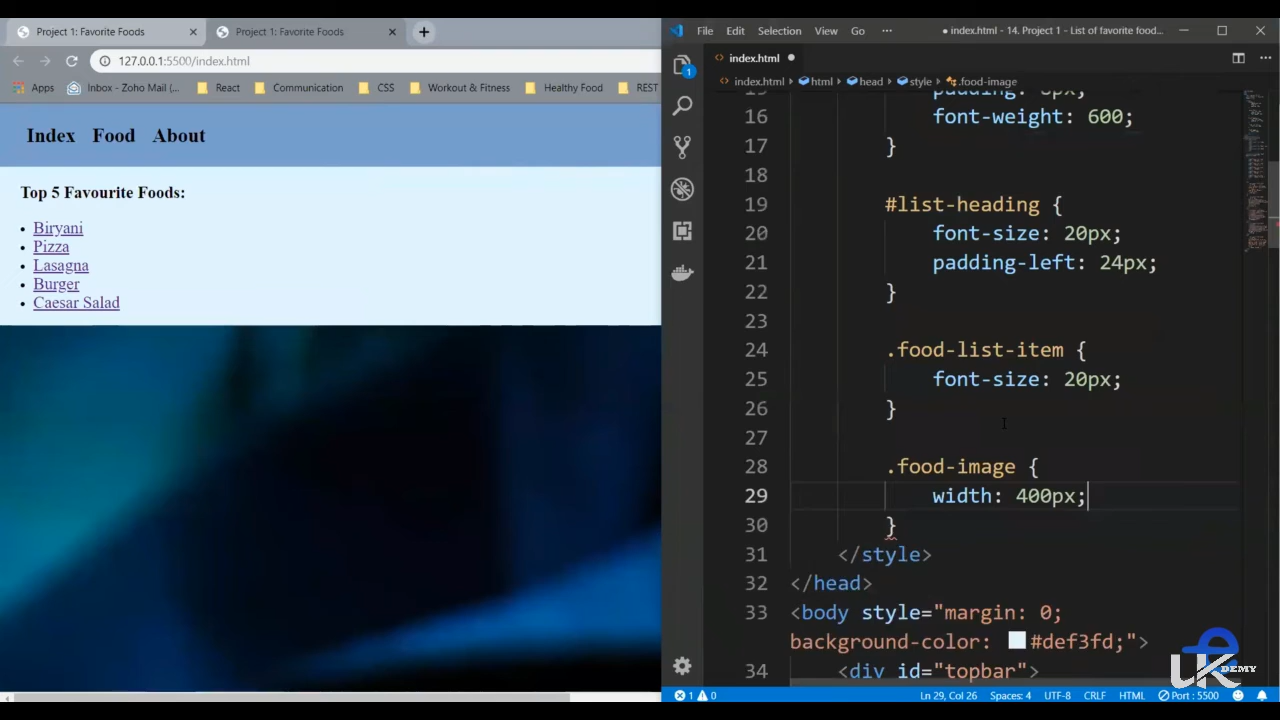 Project 1: Favorite Foods
Project 1: Favorite Foods
127.0.0.1:5500/index.html
Apps Inbox - Zoho Mail (... React Communication CSS Workout & Fitness Healthy Food REST
Index Food About
Top 5 Favourite Foods:
Biryani
Pizza
Lasagna
Burger
Caesar Salad
File Edit Selection View Go ··· ● index.html - 14. Project 1 - List of favorite food...
1
index.html ●
index.html › html › head › style › .food-image
16 font-weight: 600;
17 }
18
19 #list-heading {
20 font-size: 20px;
21 padding-left: 24px;
22 }
23
24 .food-list-item {
25 font-size: 20px;
26 }
27
28 .food-image {
29 width: 400px;
30 }
31 </style>
32 </head>
33 <body style="margin: 0;
background-color: #def3fd;">
34 <div id="topbar">
1 0 Ln 29, Col 26 Spaces: 4 UTF-8 CRLF HTML Port : 5500
UK
DEMY